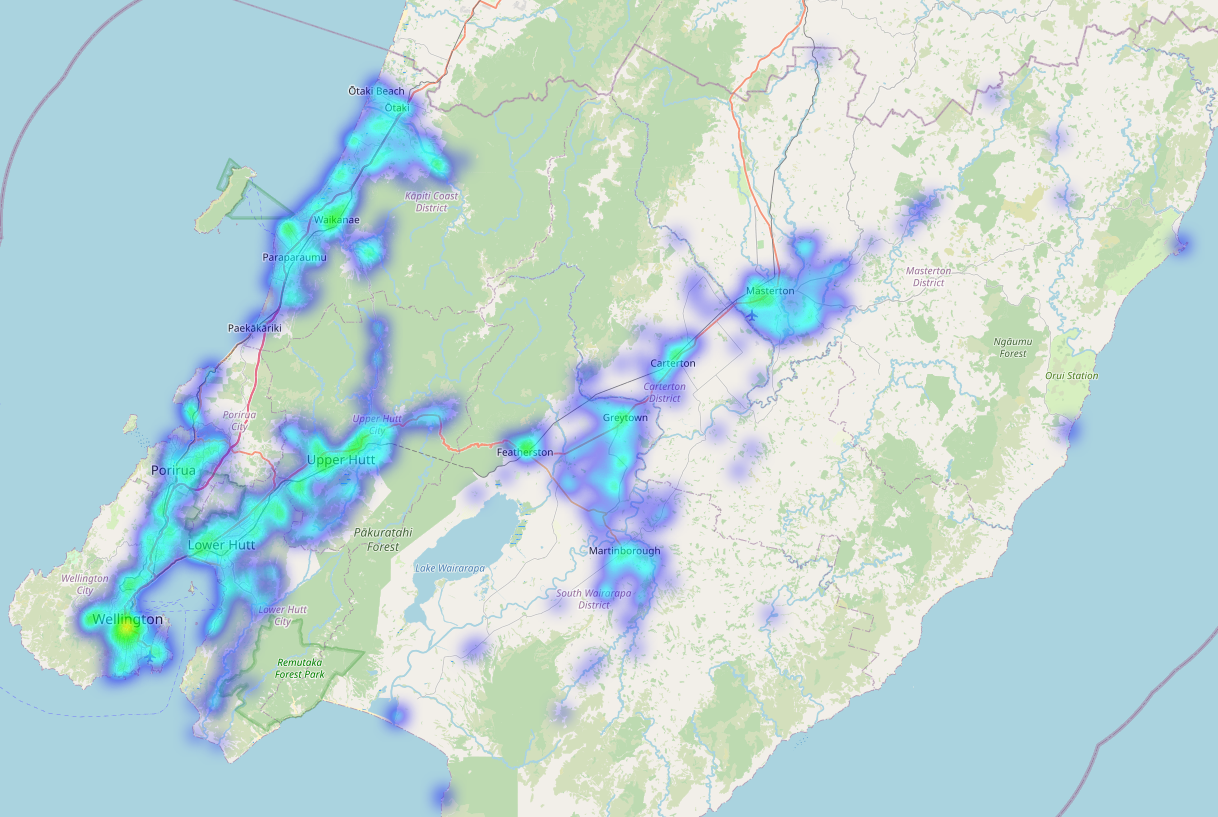 Ōtaki Beach
Ōtaki
Kāpiti Coast
District
Waikanae
Paraparaumu
Masterton
District
Masterton
Paekākāriki
Ngāumu
Forest
Carterton
Orui Station
Carterton
District
Porirua
City
Upper Hutt
City
Greytown
Featherston
Upper Hutt
Porirua
Pākuratahi
Forest
Lower Hutt
Martinborough
Lake Wairarapa
Wellington
City
South Wairarapa
District
Lower Hutt
City
Wellington
Remutaka
Forest Park